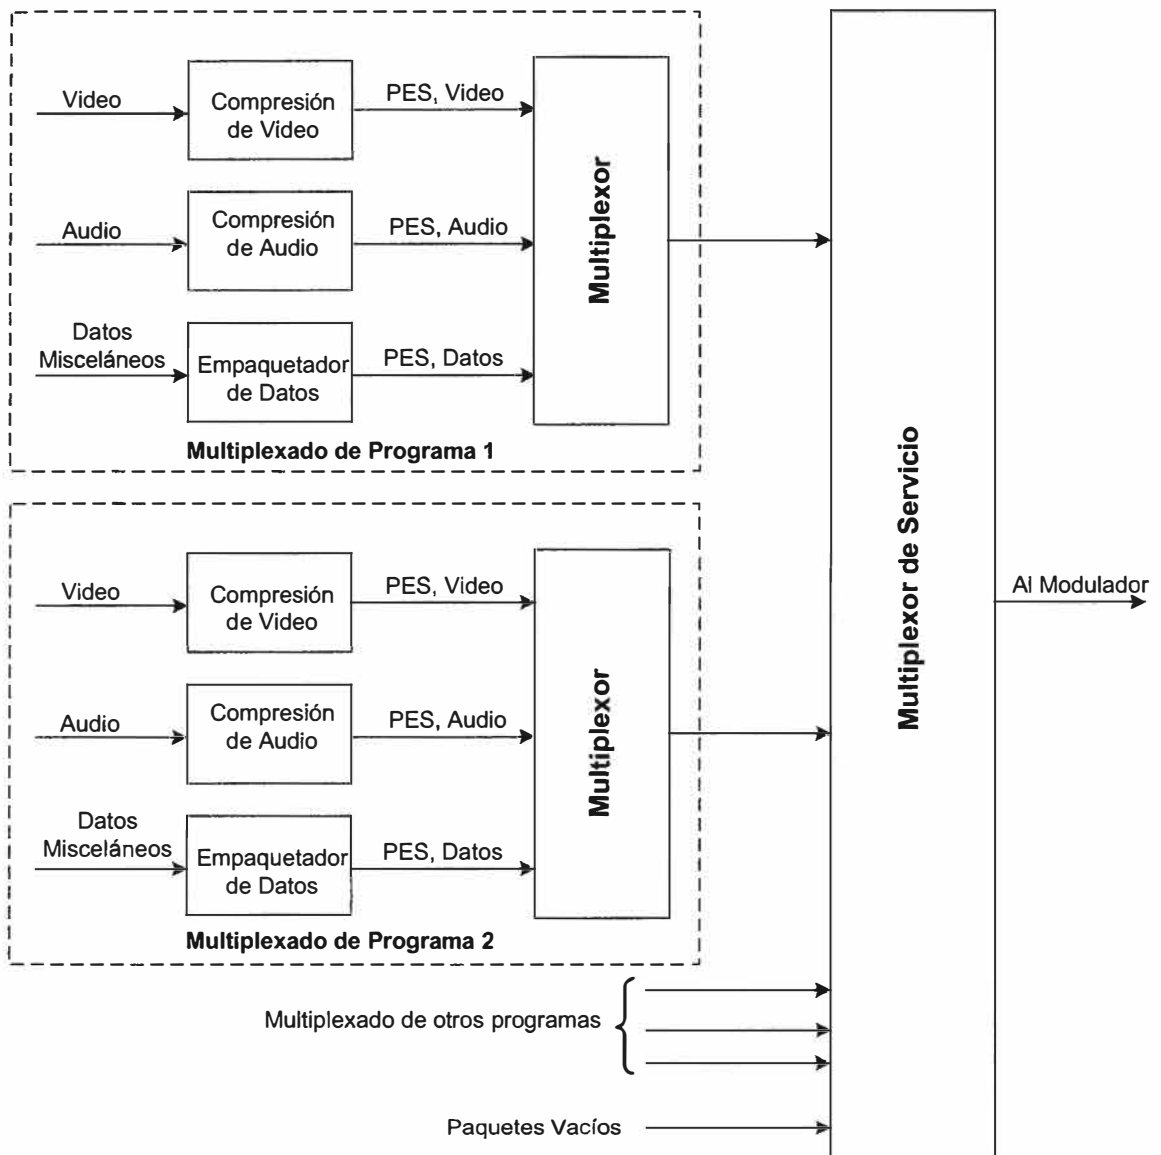 Video
Compresión
de Video
PES, Video
Audio
Compresión
de Audio
PES, Audio
Datos
Misceláneos
Empaquetador
de Datos
PES, Datos
Multiplexor
Multiplexado de Programa 1
Video
Compresión
de Video
PES, Video
Audio
Compresión
de Audio
PES, Audio
Datos
Misceláneos
Empaquetador
de Datos
PES, Datos
Multiplexor
Multiplexado de Programa 2
Multiplexado de otros programas
Paquetes Vacíos
Multiplexor de Servicio
Al Modulador